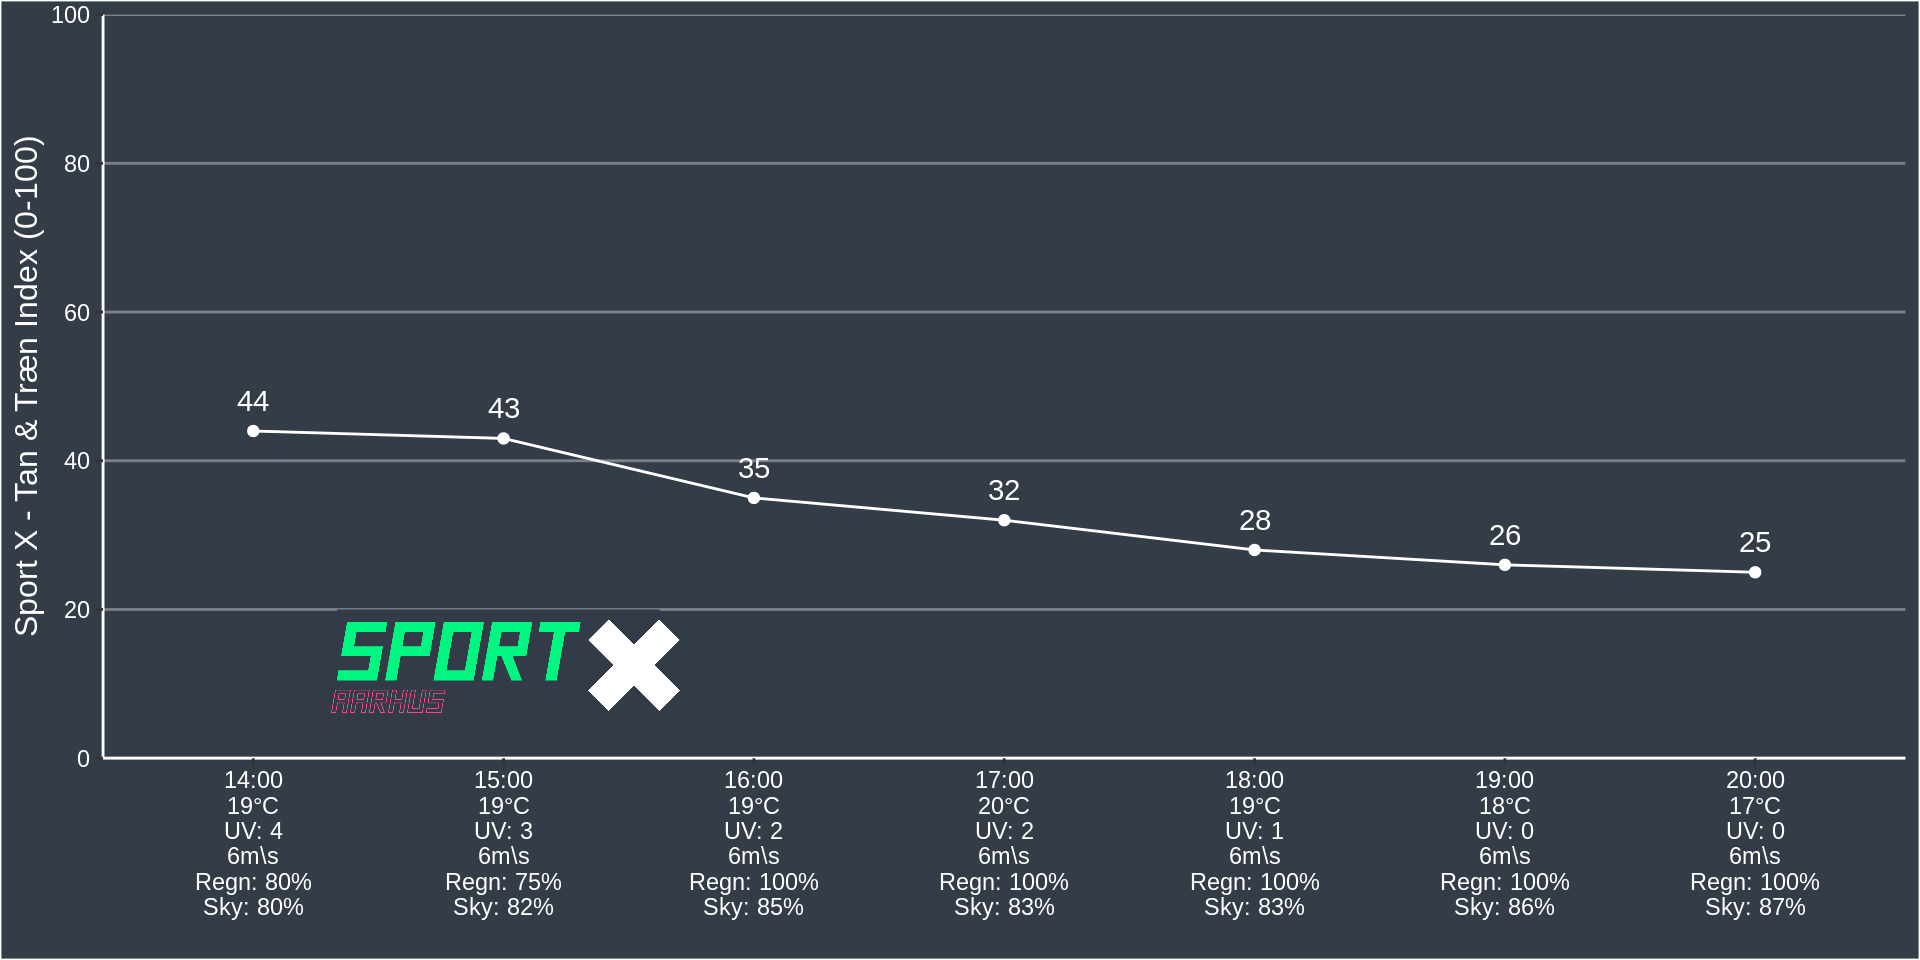 Sport X - Tan & Træn Index (0-100)
100
80
60
40
20
0
44
43
35
32
28
26
25
SPORT X
AARHUS
14:00 15:00 16:00 17:00 18:00 19:00 20:00
19°C 19°C 19°C 20°C 19°C 18°C 17°C
UV: 4 UV: 3 UV: 2 UV: 2 UV: 1 UV: 0 UV: 0
6m\s 6m\s 6m\s 6m\s 6m\s 6m\s 6m\s
Regn: 80% Regn: 75% Regn: 100% Regn: 100% Regn: 100% Regn: 100% Regn: 100%
Sky: 80% Sky: 82% Sky: 85% Sky: 83% Sky: 83% Sky: 86% Sky: 87%